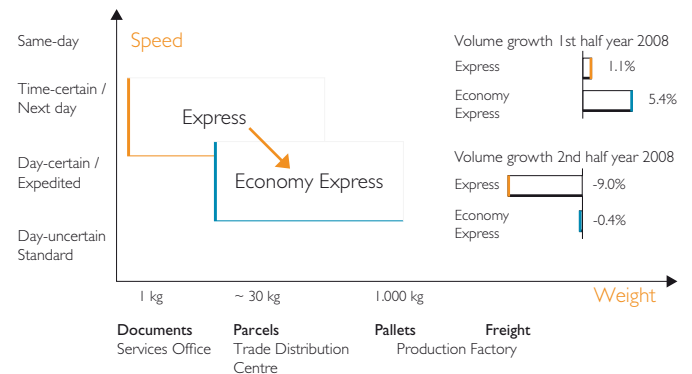 Same-day
Speed
Time-certain /
Next day
Express
Day-certain /
Expedited
Economy Express
Day-uncertain
Standard
1 kg
~ 30 kg
1.000 kg
Weight
Documents
Services Office
Parcels
Trade Distribution
Centre
Pallets
Freight
Production Factory
Volume growth 1st half year 2008
Express
1.1%
Economy
Express
5.4%
Volume growth 2nd half year 2008
Express
-9.0%
Economy
Express
-0.4%